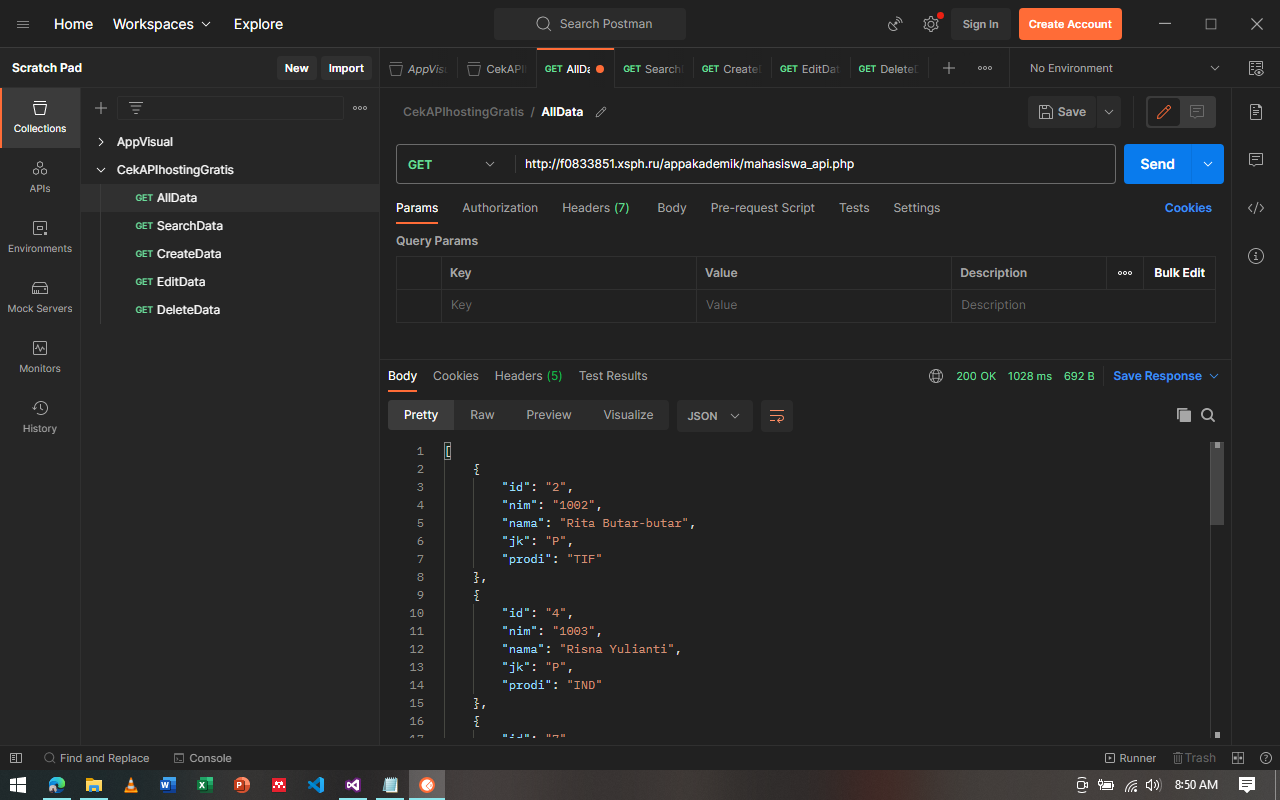 Home Workspaces Explore Search Postman Sign In Create Account
Scratch Pad New Import
AppVisu CekAPI GET AllDa GET Search GET Create GET EditDat GET Delete No Environment
Collections
APIs
Environments
Mock Servers
Monitors
History
AppVisual
CekAPIhostingGratis
GET AllData
GET SearchData
GET CreateData
GET EditData
GET DeleteData
CekAPIhostingGratis / AllData Save
GET http://f0833851.xsph.ru/appakademik/mahasiswa_api.php Send
Params Authorization Headers (7) Body Pre-request Script Tests Settings Cookies
Query Params
Key Value Description Bulk Edit
Key Value Description
Body Cookies Headers (5) Test Results 200 OK 1028 ms 692 B Save Response
Pretty Raw Preview Visualize JSON
1 [
2 {
3 "id": "2",
4 "nim": "1002",
5 "nama": "Rita Butar-butar",
6 "jk": "P",
7 "prodi": "TIF"
8 },
9 {
10 "id": "4",
11 "nim": "1003",
12 "nama": "Risna Yulianti",
13 "jk": "P",
14 "prodi": "IND"
15 },
16 {
17 "id": "7"
Find and Replace Console Runner Trash
8:50 AM